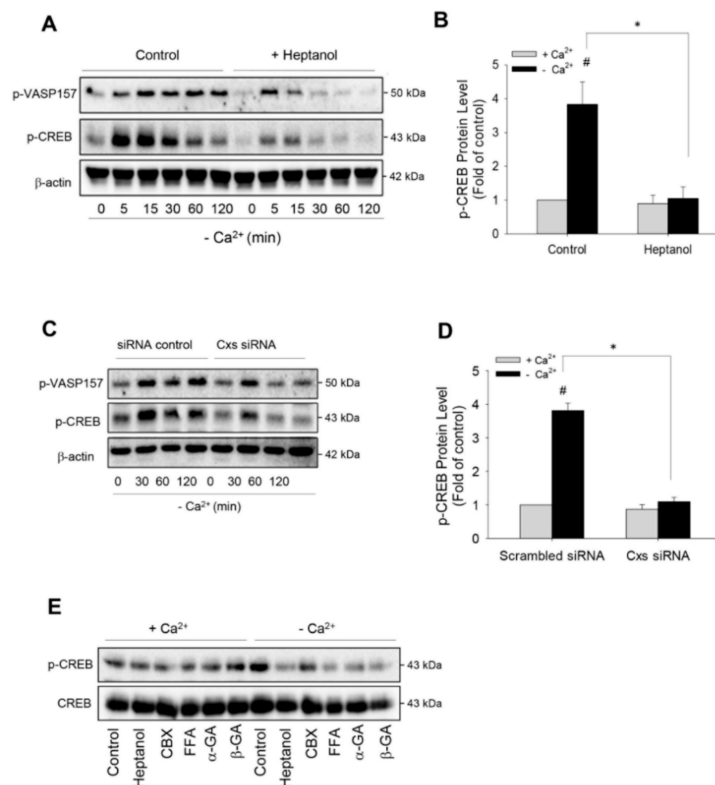 A
Control
+ Heptanol
p-VASP157
50 kDa
p-CREB
43 kDa
β-actin
42 kDa
0 5 15 30 60 120 0 5 15 30 60 120
- Ca²⁺ (min)
B
+ Ca²⁺
- Ca²⁺
*
#
p-CREB Protein Level
(Fold of control)
5
4
3
2
1
0
Control Heptanol
C
siRNA control Cxs siRNA
p-VASP157
50 kDa
p-CREB
43 kDa
β-actin
42 kDa
0 30 60 120 0 30 60 120
- Ca²⁺ (min)
D
+ Ca²⁺
- Ca²⁺
*
#
p-CREB Protein Level
(Fold of control)
5
4
3
2
1
0
Scrambled siRNA Cxs siRNA
E
+ Ca²⁺ - Ca²⁺
p-CREB
43 kDa
CREB
43 kDa
Control
Heptanol
CBX
FFA
α-GA
β-GA
Control
Heptanol
CBX
FFA
α-GA
β-GA